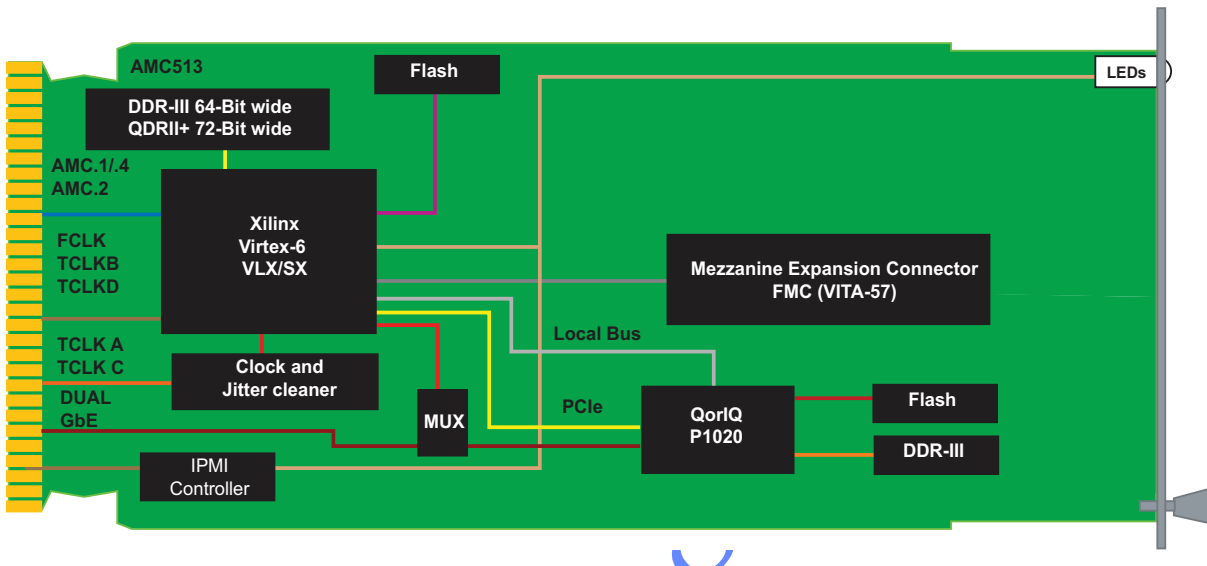 AMC513
Flash
LEDs
DDR-III 64-Bit wide
QDRII+ 72-Bit wide
AMC.1/.4
AMC.2
Xilinx
Virtex-6
VLX/SX
FCLK
TCLKB
TCLKD
Mezzanine Expansion Connector
FMC (VITA-57)
Local Bus
TCLK A
TCLK C
Clock and
Jitter cleaner
DUAL
GbE
MUX
PCIe
QorIQ
P1020
Flash
DDR-III
IPMI
Controller